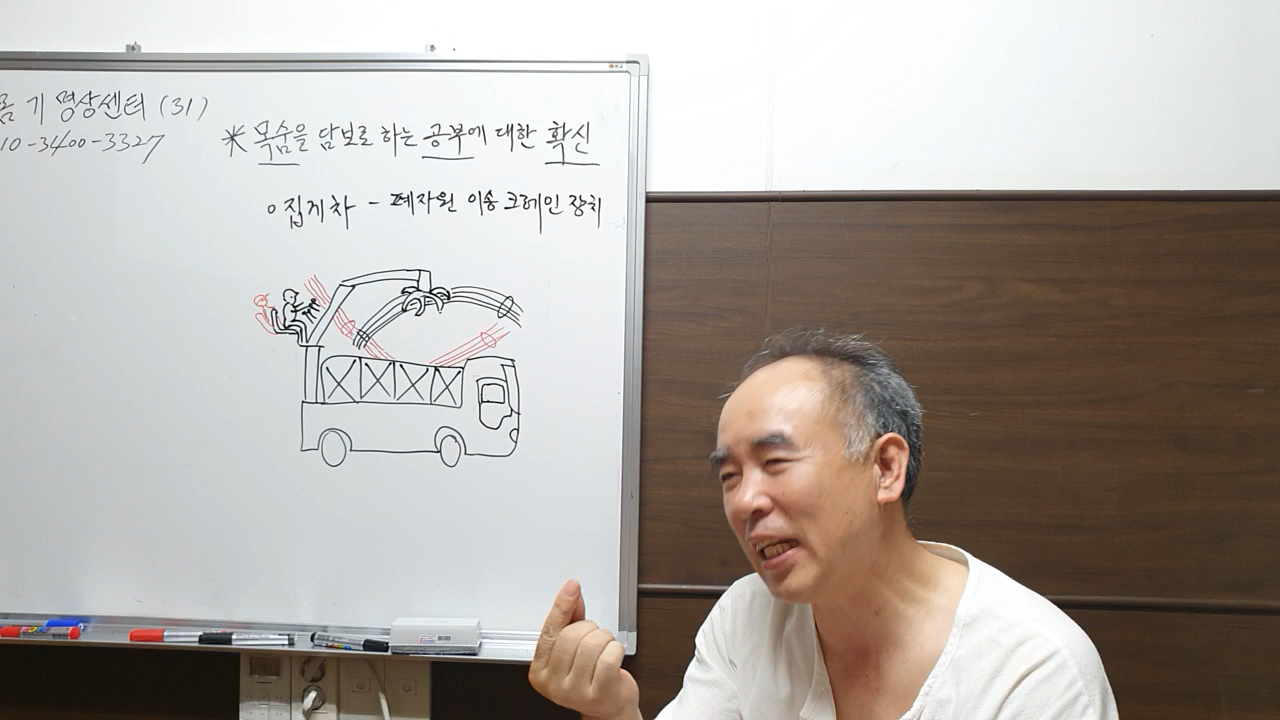 기 명상센터 (31)
10-3400-3327
* 목숨을 담보로 하는 공부에 대한 확신
○ 집게차 - 폐자원 이송 크레인 장치